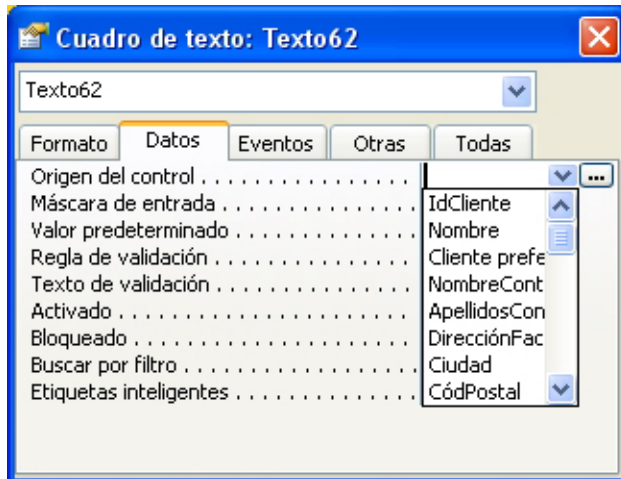 Cuadro de texto: Texto62
Texto62
Formato Datos Eventos Otras Todas
Origen del control . . . . . . . . . . . . . . . . .
Máscara de entrada . . . . . . . . . . . . . . . IdCliente
Valor predeterminado . . . . . . . . . . . . . . Nombre
Regla de validación . . . . . . . . . . . . . . . . Cliente prefe
Texto de validación . . . . . . . . . . . . . . . . NombreCont
Activado . . . . . . . . . . . . . . . . . . . . . . . . ApellidosCon
Bloqueado . . . . . . . . . . . . . . . . . . . . . . DirecciónFac
Buscar por filtro . . . . . . . . . . . . . . . . . . Ciudad
Etiquetas inteligentes . . . . . . . . . . . . . . CódPostal